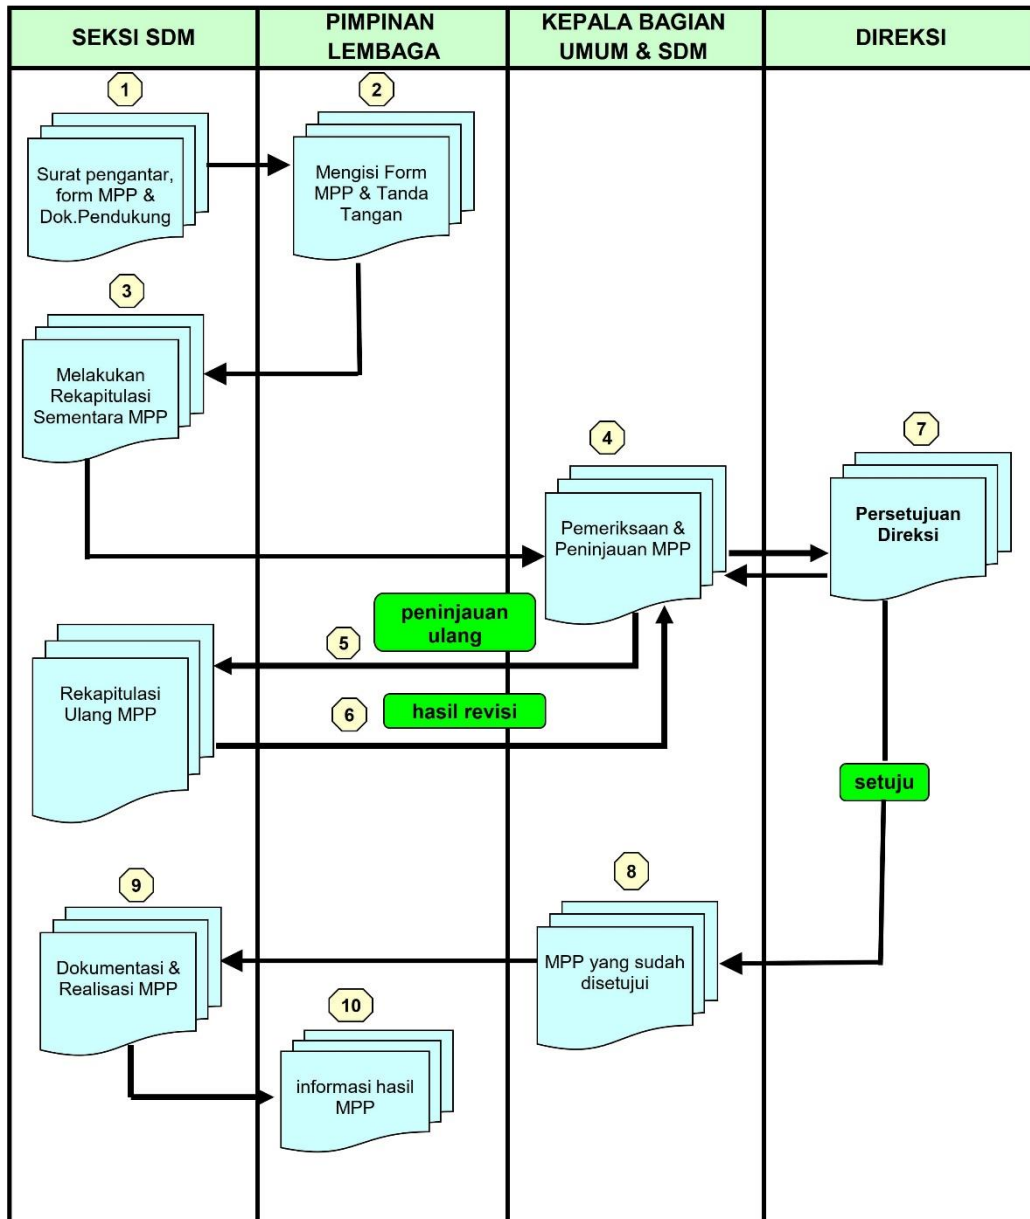 SEKSI SDM
PIMPINAN
LEMBAGA
KEPALA BAGIAN
UMUM & SDM
DIREKSI
1
Surat pengantar,
form MPP &
Dok.Pendukung
2
Mengisi Form
MPP & Tanda
Tangan
3
Melakukan
Rekapitulasi
Sementara MPP
4
Pemeriksaan &
Peninjauan MPP
7
Persetujuan
Direksi
peninjauan
ulang
5
Rekapitulasi
Ulang MPP
6
hasil revisi
setuju
9
Dokumentasi &
Realisasi MPP
8
MPP yang sudah
disetujui
10
informasi hasil
MPP